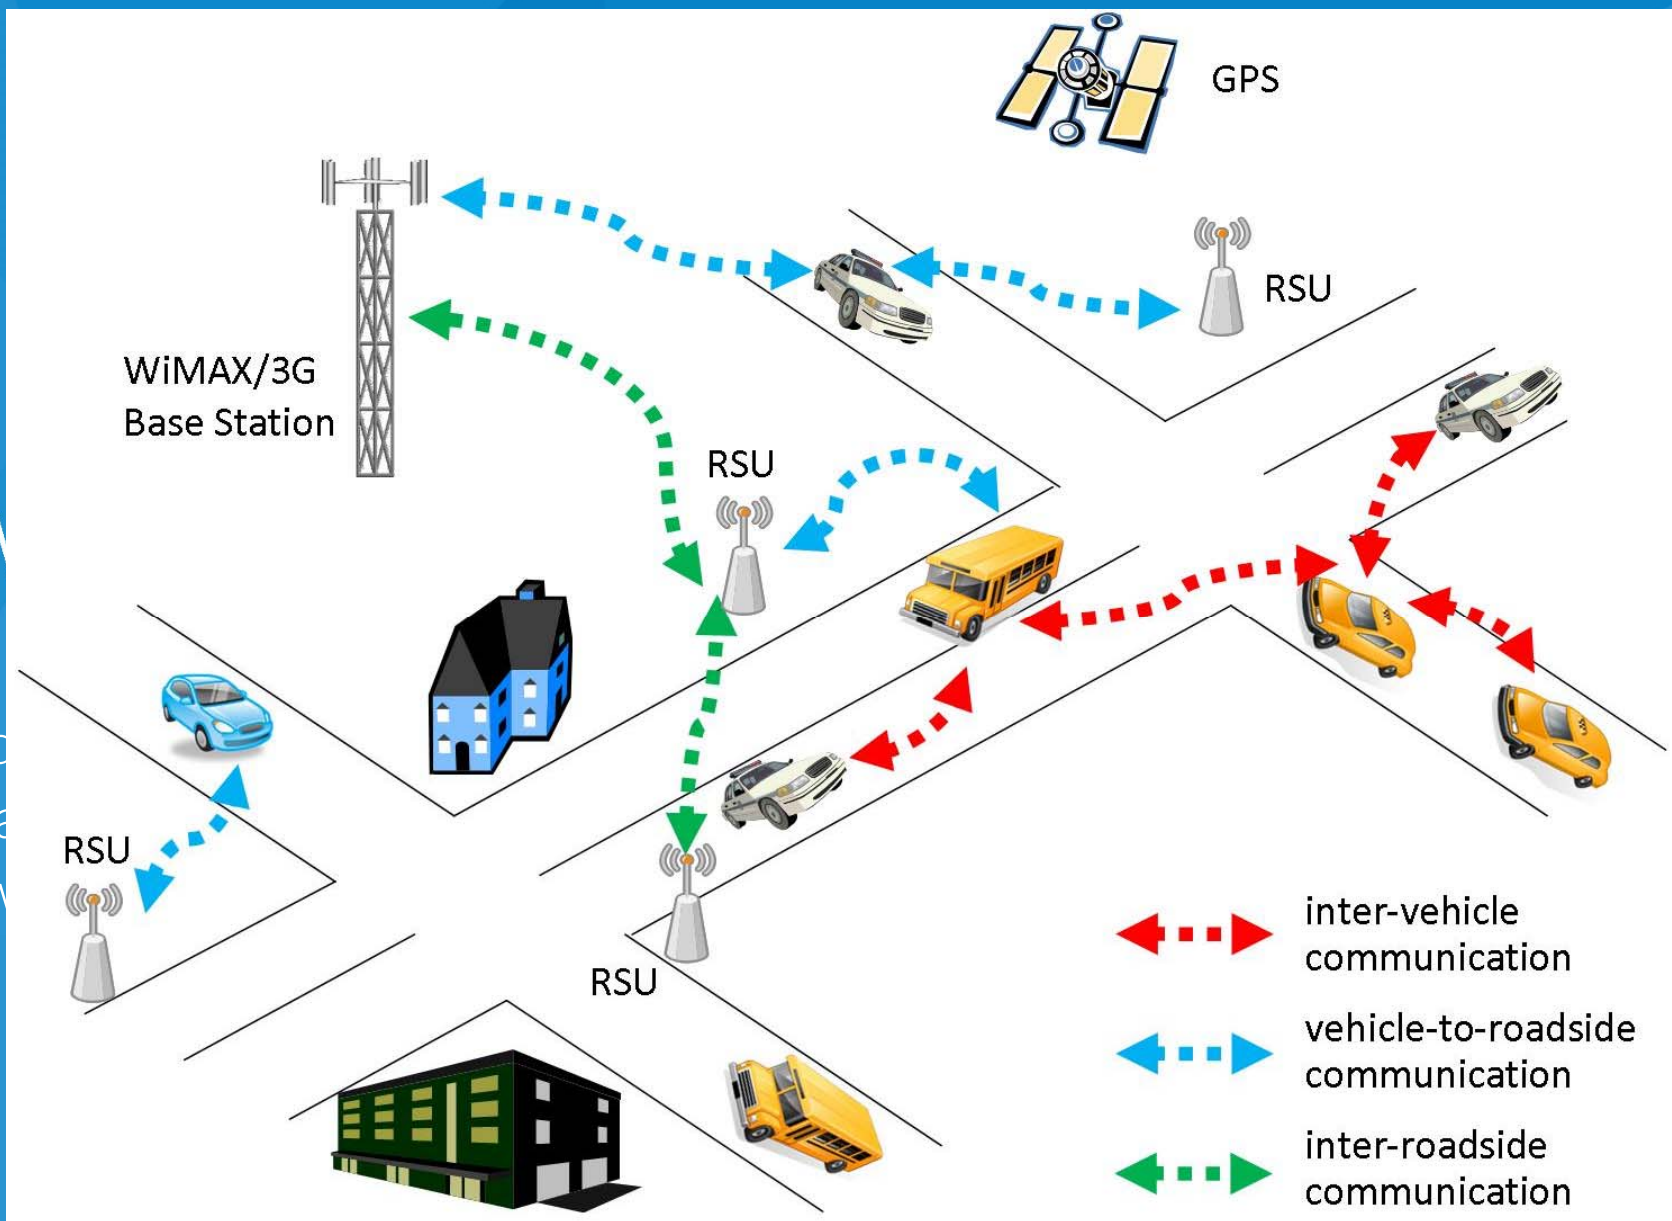 GPS
RSU
WiMAX/3G
Base Station
RSU
RSU
RSU
inter-vehicle
communication
vehicle-to-roadside
communication
inter-roadside
communication